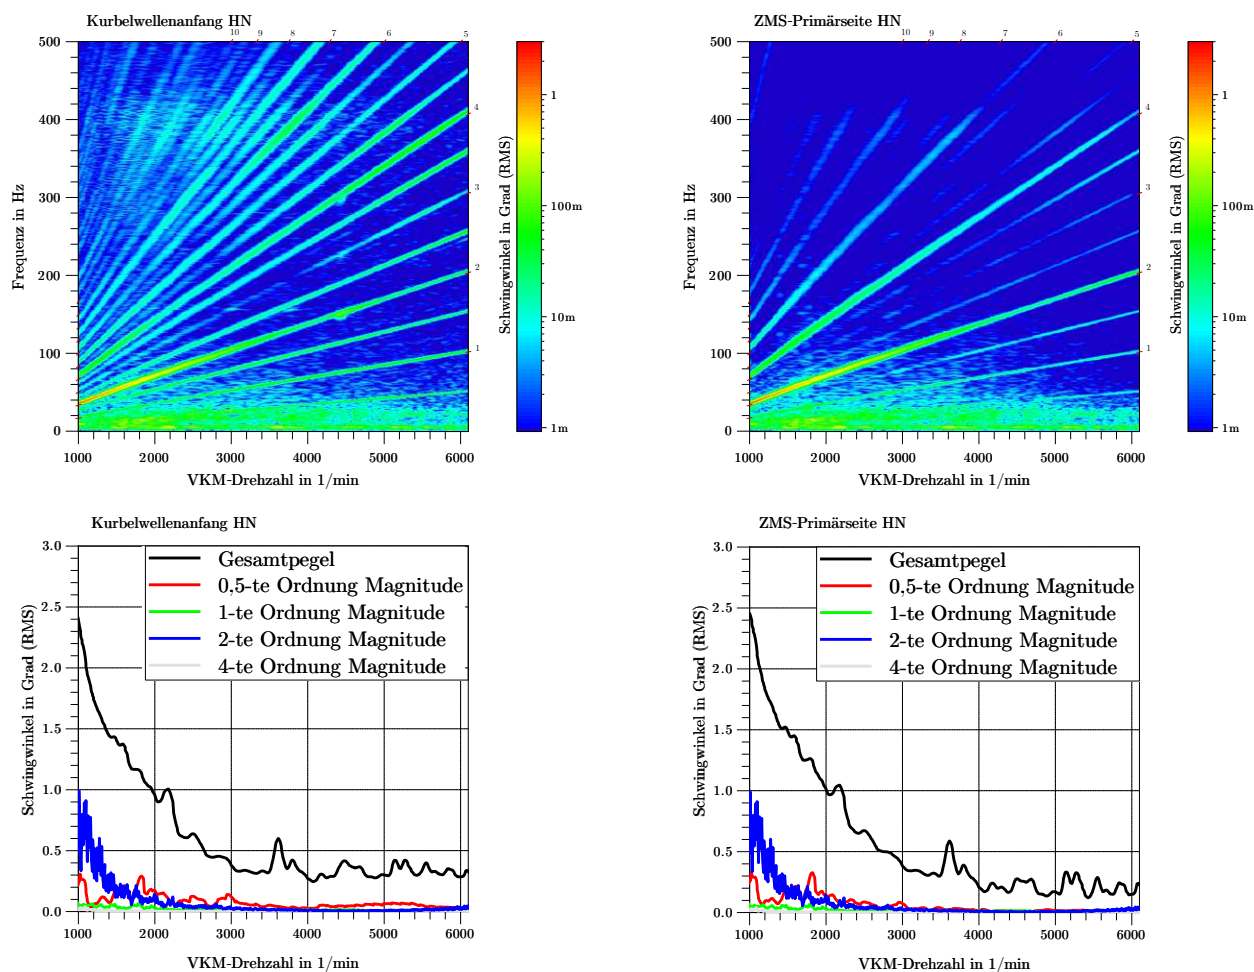 Kurbelwellenanfang HN
10 9 8 7 6 5
500
400
300
200
100
0
Frequenz in Hz
4
3
2
1
1000 2000 3000 4000 5000 6000
VKM-Drehzahl in 1/min
1
100m
10m
1m
Schwingwinkel in Grad (RMS)
ZMS-Primärseite HN
10 9 8 7 6 5
500
400
300
200
100
0
Frequenz in Hz
4
3
2
1
1000 2000 3000 4000 5000 6000
VKM-Drehzahl in 1/min
1
100m
10m
1m
Schwingwinkel in Grad (RMS)
Kurbelwellenanfang HN
3.0
2.5
2.0
1.5
1.0
0.5
0.0
Schwingwinkel in Grad (RMS)
Gesamtpegel
0,5-te Ordnung Magnitude
1-te Ordnung Magnitude
2-te Ordnung Magnitude
4-te Ordnung Magnitude
1000 2000 3000 4000 5000 6000
VKM-Drehzahl in 1/min
ZMS-Primärseite HN
3.0
2.5
2.0
1.5
1.0
0.5
0.0
Schwingwinkel in Grad (RMS)
Gesamtpegel
0,5-te Ordnung Magnitude
1-te Ordnung Magnitude
2-te Ordnung Magnitude
4-te Ordnung Magnitude
1000 2000 3000 4000 5000 6000
VKM-Drehzahl in 1/min